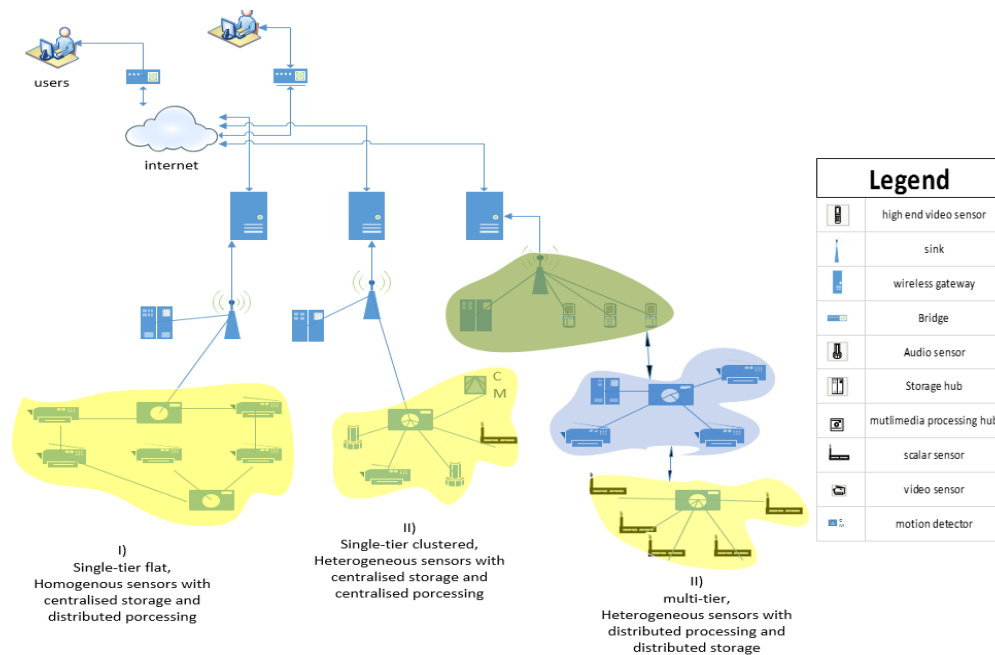 users
internet
C
M
I)
Single-tier flat,
Homogenous sensors with
centralised storage and
distributed porcessing
II)
Single-tier clustered,
Heterogeneous sensors with
centralised storage and
centralised porcessing
II)
multi-tier,
Heterogeneous sensors with
distributed processing and
distributed storage
Legend
high end video sensor
sink
wireless gateway
Bridge
Audio sensor
Storage hub
mutlimedia processing hub
scalar sensor
video sensor
C
M
motion detector